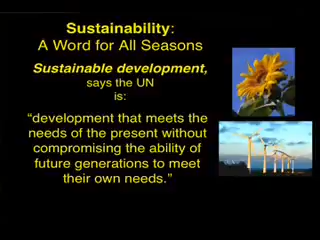 Sustainability:
A Word for All Seasons
Sustainable development,
says the UN
is:
“development that meets the
needs of the present without
compromising the ability of
future generations to meet
their own needs.”